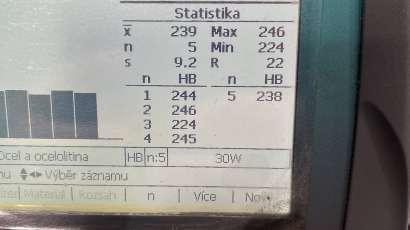 Statistika
x̅ 239 Max 246
n 5 Min 224
s 9.2 R 22
n HB n HB
1 244 5 238
2 246
3 224
4 245
Ocel a ocelolitina HB n:5 30W
Výběr záznamu
Materiál Rozsah n Více